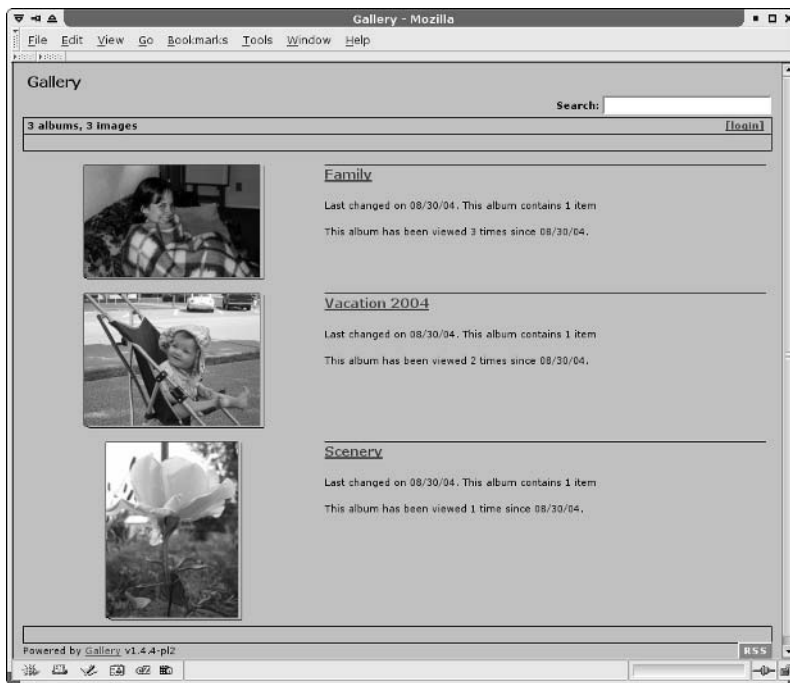 Gallery - Mozilla
File Edit View Go Bookmarks Tools Window Help
Gallery
Search:
3 albums, 3 images [login]
Family
Last changed on 08/30/04. This album contains 1 item
This album has been viewed 3 times since 08/30/04.
Vacation 2004
Last changed on 08/30/04. This album contains 1 item
This album has been viewed 2 times since 08/30/04.
Scenery
Last changed on 08/30/04. This album contains 1 item
This album has been viewed 1 time since 08/30/04.
Powered by Gallery v1.4.4-pl2 RSS